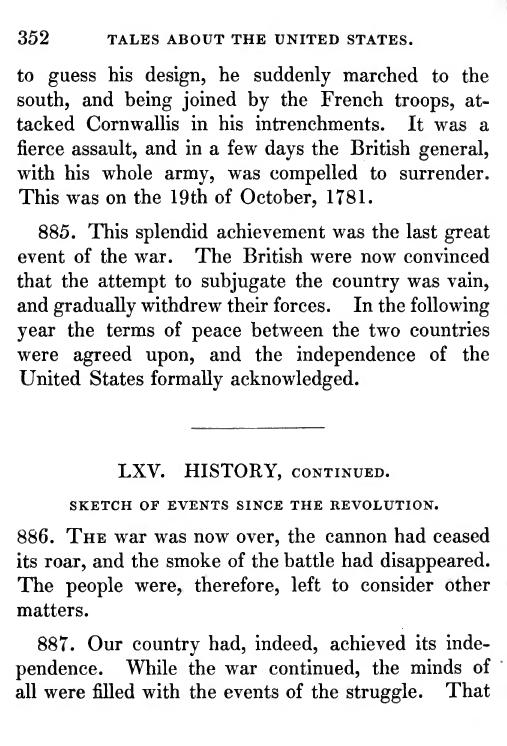 352 TALES ABOUT THE UNITED STATES.
to guess his design, he suddenly marched to the
south, and being joined by the French troops, at-
tacked Cornwallis in his intrenchments. It was a
fierce assault, and in a few days the British general,
with his whole army, was compelled to surrender.
This was on the 19th of October, 1781.
885. This splendid achievement was the last great
event of the war. The British were now convinced
that the attempt to subjugate the country was vain,
and gradually withdrew their forces. In the following
year the terms of peace between the two countries
were agreed upon, and the independence of the
United States formally acknowledged.
LXV. HISTORY, CONTINUED.
SKETCH OF EVENTS SINCE THE REVOLUTION.
886. THE war was now over, the cannon had ceased
its roar, and the smoke of the battle had disappeared.
The people were, therefore, left to consider other
matters.
887. Our country had, indeed, achieved its inde-
pendence. While the war continued, the minds of
all were filled with the events of the struggle. That